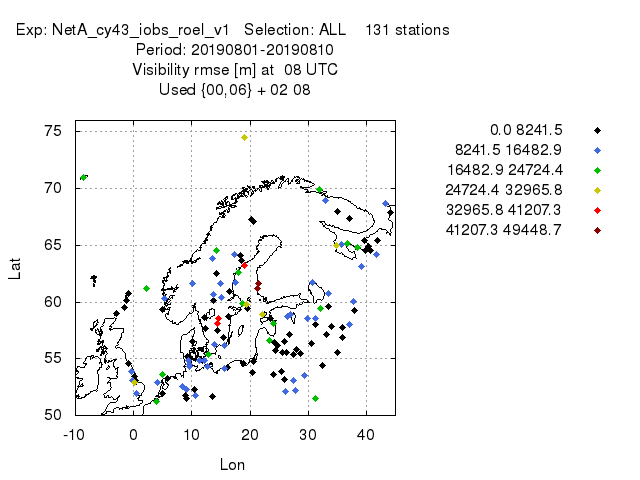 Exp: NetA_cy43_iobs_roel_v1 Selection: ALL 131 stations
Period: 20190801-20190810
Visibility rmse [m] at 08 UTC
Used {00,06} + 02 08
0.0 8241.5
8241.5 16482.9
16482.9 24724.4
24724.4 32965.8
32965.8 41207.3
41207.3 49448.7
75
70
65
60
55
50
Lat
-10 0 10 20 30 40
Lon